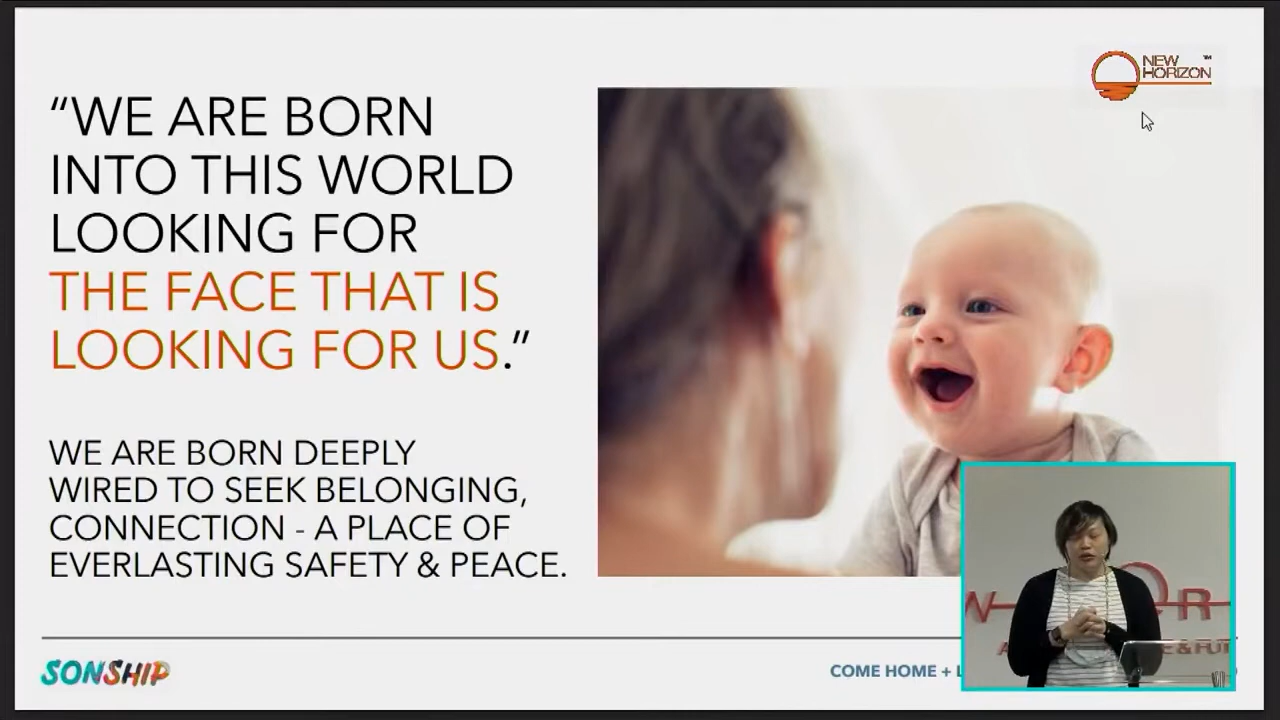 NEW
HORIZON™
“WE ARE BORN
INTO THIS WORLD
LOOKING FOR
THE FACE THAT IS
LOOKING FOR US.”
WE ARE BORN DEEPLY
WIRED TO SEEK BELONGING,
CONNECTION - A PLACE OF
EVERLASTING SAFETY & PEACE.
SONSHIP
COME HOME +